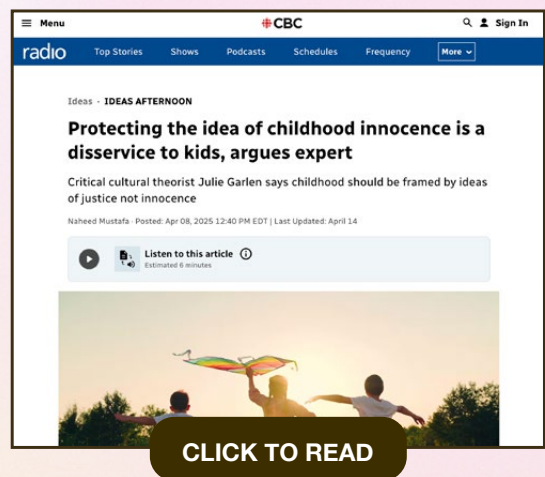 Menu
CBC
Sign In
radio
Top Stories
Shows
Podcasts
Schedules
Frequency
More
Ideas · IDEAS AFTERNOON
Protecting the idea of childhood innocence is a
disservice to kids, argues expert
Critical cultural theorist Julie Garlen says childhood should be framed by ideas
of justice not innocence
Naheed Mustafa · Posted: Apr 08, 2025 12:40 PM EDT | Last Updated: April 14
Listen to this article
Estimated 6 minutes
CLICK TO READ